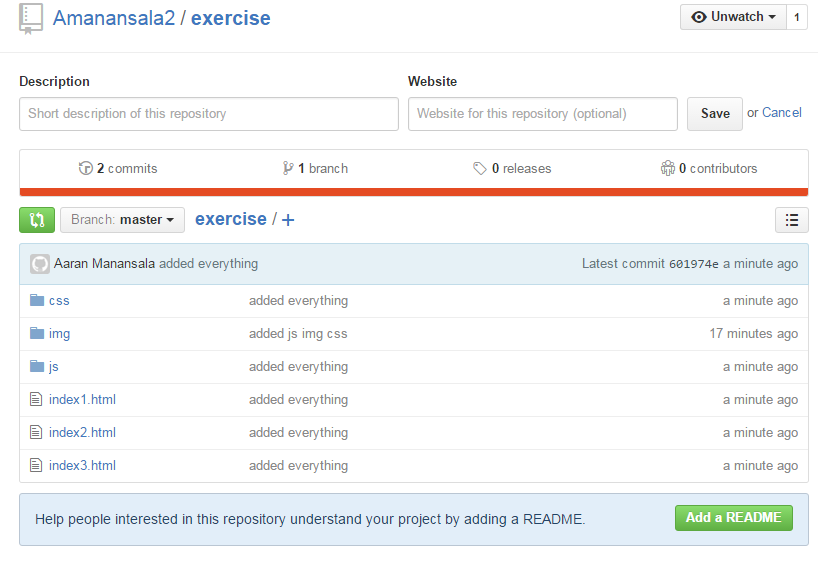 Amanansala2 / exercise
Unwatch 1
Description Website
Short description of this repository Website for this repository (optional) Save or Cancel
2 commits 1 branch 0 releases 0 contributors
Branch: master exercise / +
Aaran Manansala added everything Latest commit 601974e a minute ago
css added everything a minute ago
img added js img css 17 minutes ago
js added everything a minute ago
index1.html added everything a minute ago
index2.html added everything a minute ago
index3.html added everything a minute ago
Help people interested in this repository understand your project by adding a README. Add a README